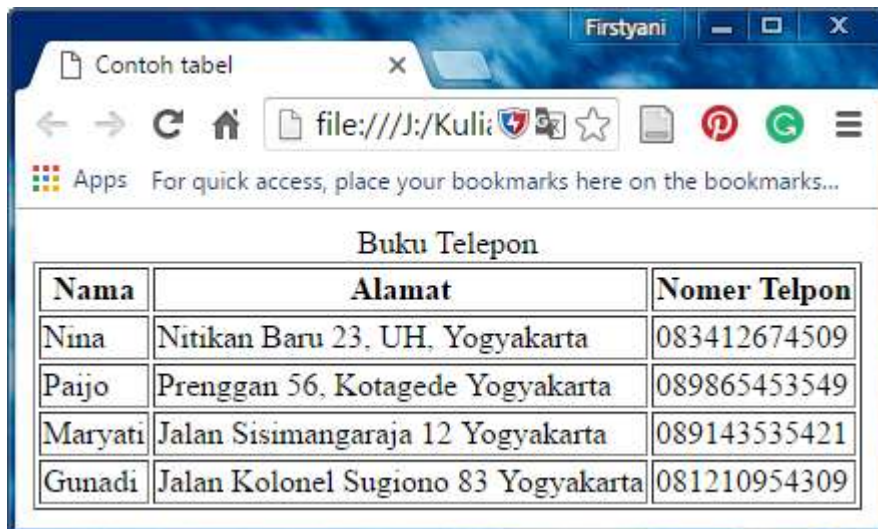 Firstyani
Contoh tabel
file:///J:/Kulia
Apps For quick access, place your bookmarks here on the bookmarks...
Buku Telepon
Nama Alamat Nomer Telpon
Nina Nitikan Baru 23, UH, Yogyakarta 083412674509
Paijo Prenggan 56, Kotagede Yogyakarta 089865453549
Maryati Jalan Sisimangaraja 12 Yogyakarta 089143535421
Gunadi Jalan Kolonel Sugiono 83 Yogyakarta 081210954309